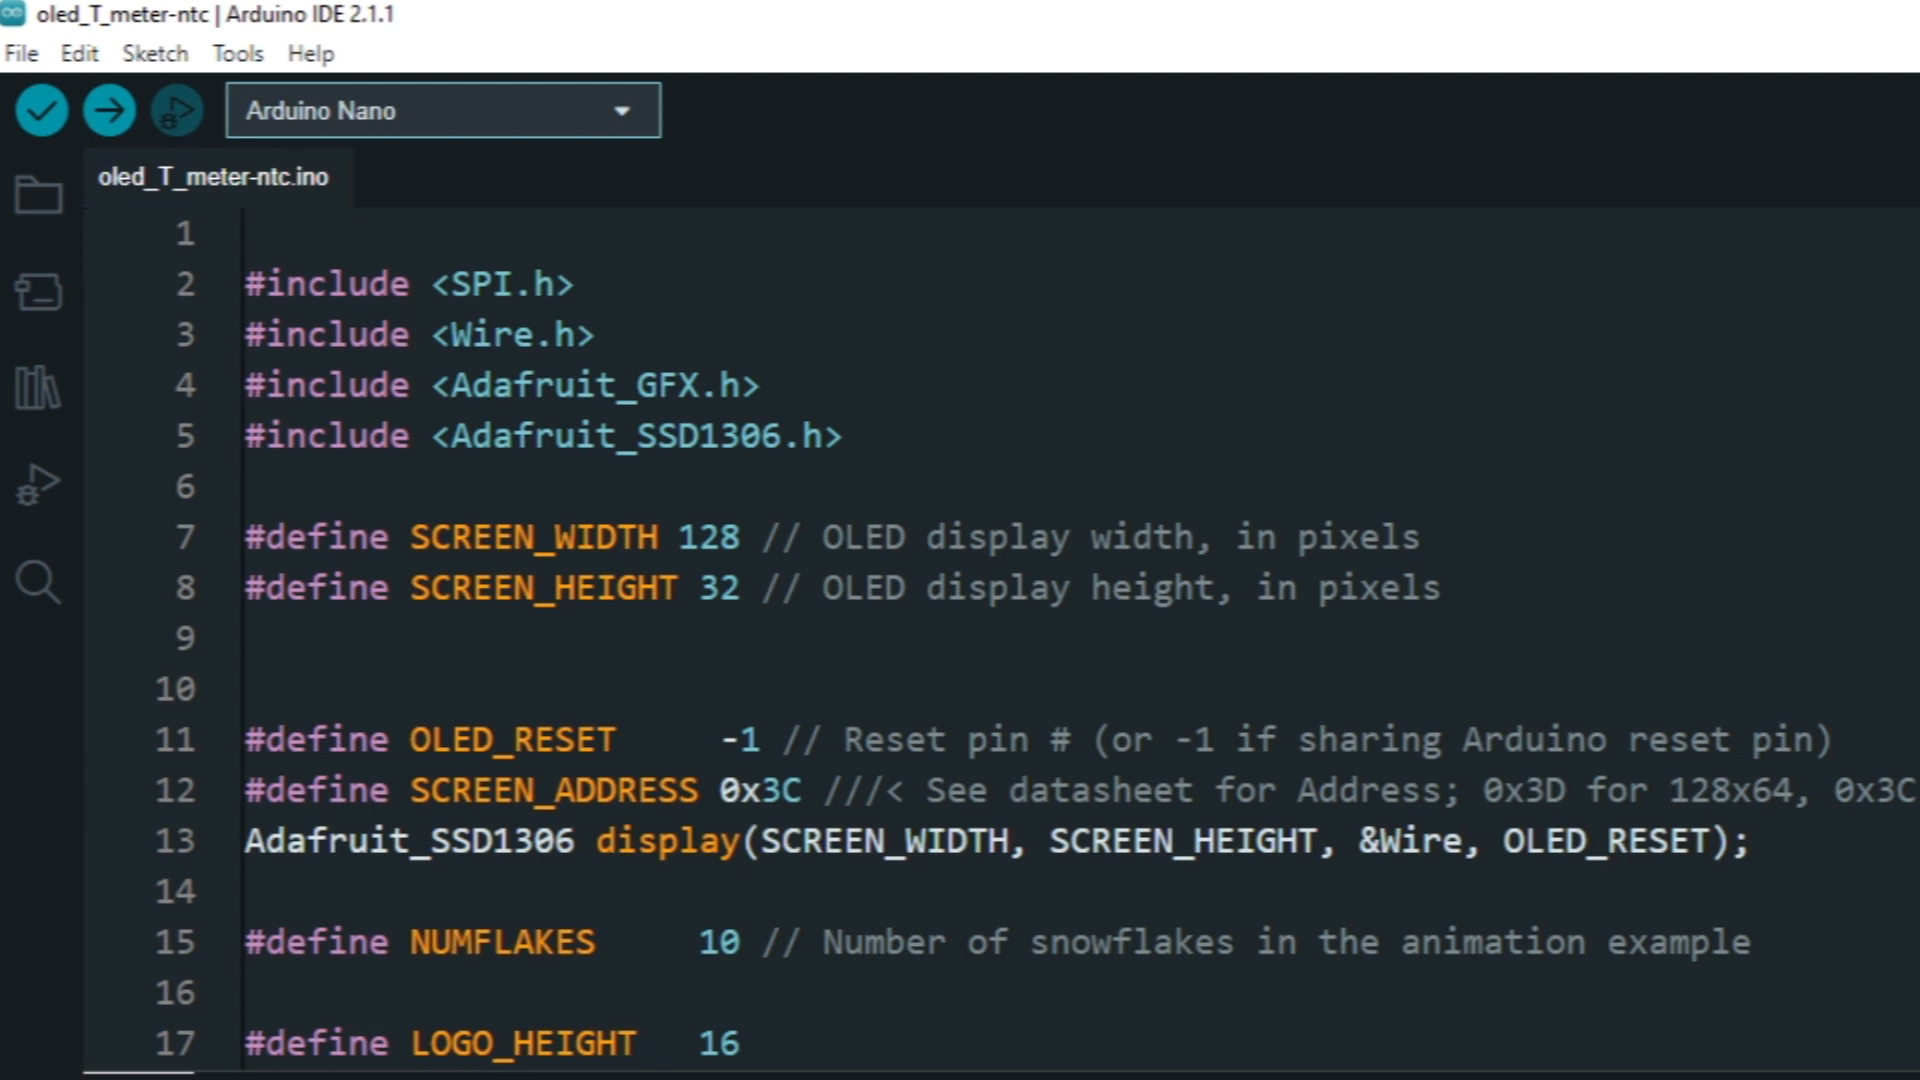 oled_T_meter-ntc | Arduino IDE 2.1.1
File Edit Sketch Tools Help
Arduino Nano
oled_T_meter-ntc.ino
1
2 #include <SPI.h>
3 #include <Wire.h>
4 #include <Adafruit_GFX.h>
5 #include <Adafruit_SSD1306.h>
6
7 #define SCREEN_WIDTH 128 // OLED display width, in pixels
8 #define SCREEN_HEIGHT 32 // OLED display height, in pixels
9
10
11 #define OLED_RESET     -1 // Reset pin # (or -1 if sharing Arduino reset pin)
12 #define SCREEN_ADDRESS 0x3C ///< See datasheet for Address; 0x3D for 128x64, 0x3C
13 Adafruit_SSD1306 display(SCREEN_WIDTH, SCREEN_HEIGHT, &Wire, OLED_RESET);
14
15 #define NUMFLAKES     10 // Number of snowflakes in the animation example
16
17 #define LOGO_HEIGHT   16